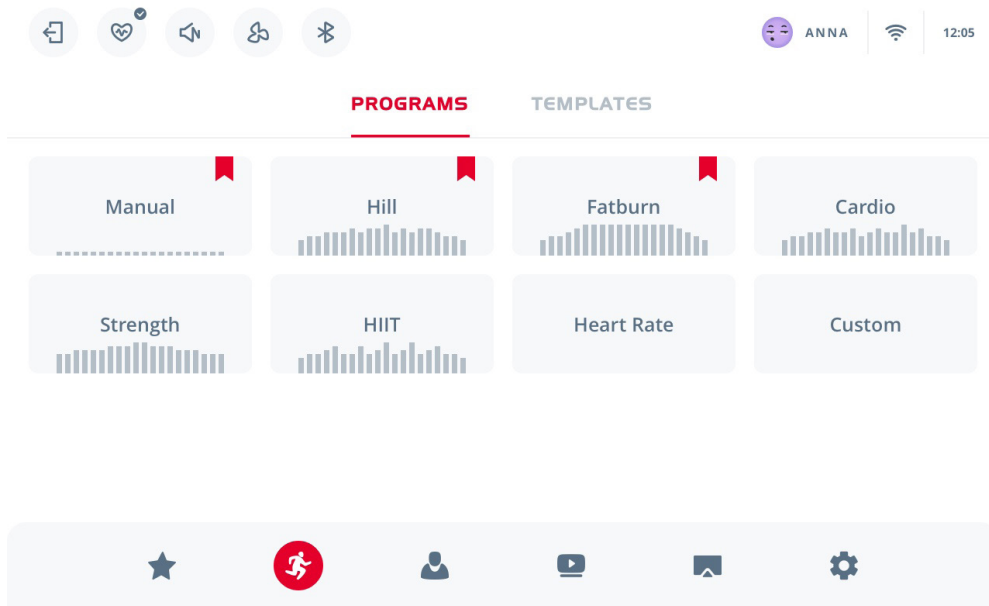 ANNA
12:05
PROGRAMS
TEMPLATES
Manual
Hill
Fatburn
Cardio
Strength
HIIT
Heart Rate
Custom